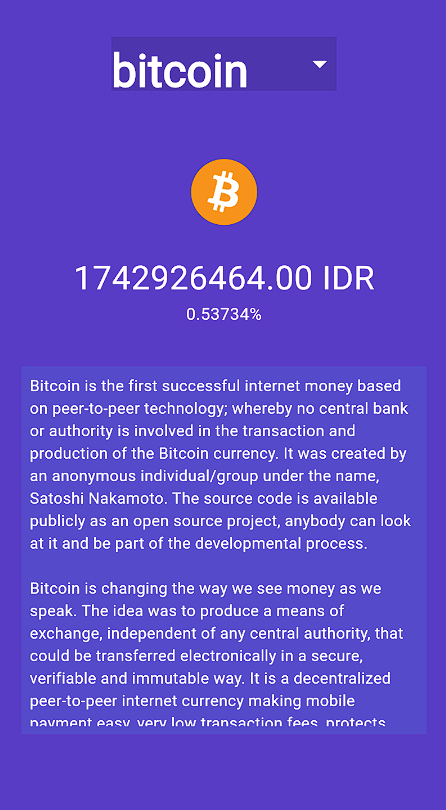 bitcoin
1742926464.00 IDR
0.53734%
Bitcoin is the first successful internet money based
on peer-to-peer technology; whereby no central bank
or authority is involved in the transaction and
production of the Bitcoin currency. It was created by
an anonymous individual/group under the name,
Satoshi Nakamoto. The source code is available
publicly as an open source project, anybody can look
at it and be part of the developmental process.
Bitcoin is changing the way we see money as we
speak. The idea was to produce a means of
exchange, independent of any central authority, that
could be transferred electronically in a secure,
verifiable and immutable way. It is a decentralized
peer-to-peer internet currency making mobile
payment easy, very low transaction fees, protects